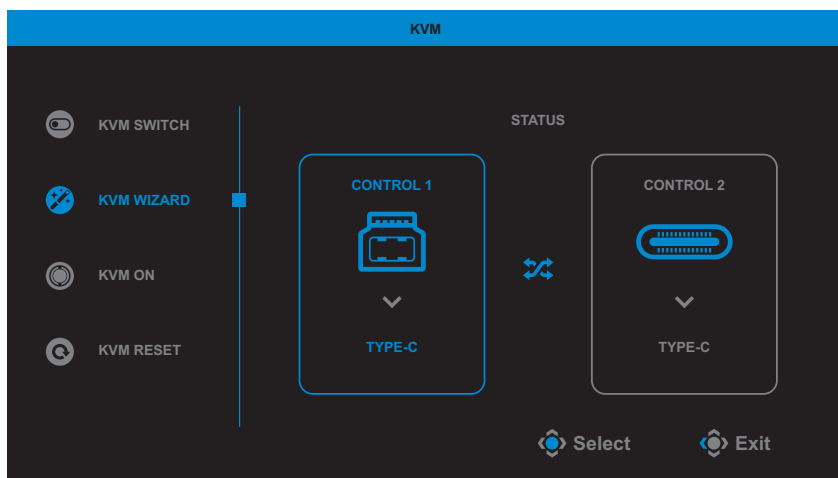 KVM
KVM SWITCH
KVM WIZARD
KVM ON
KVM RESET
STATUS
CONTROL 1
TYPE-C
CONTROL 2
TYPE-C
Select
Exit